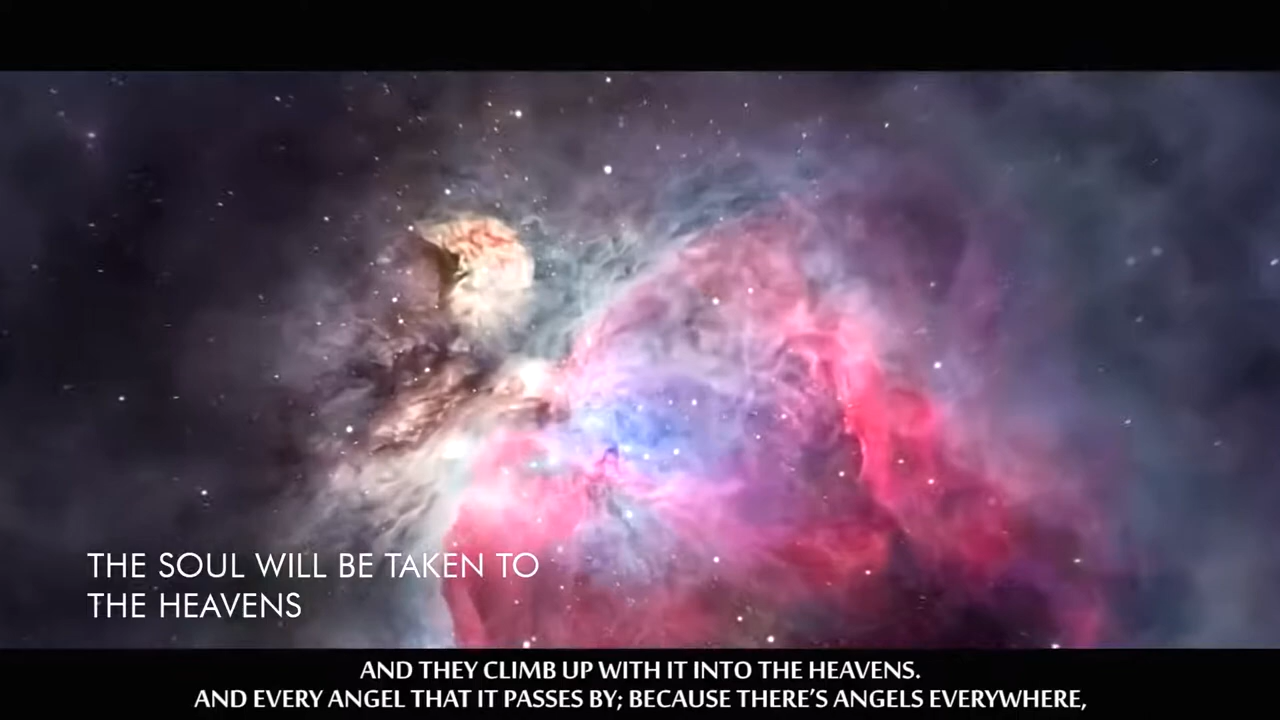 THE SOUL WILL BE TAKEN TO
THE HEAVENS
AND THEY CLIMB UP WITH IT INTO THE HEAVENS.
AND EVERY ANGEL THAT IT PASSES BY; BECAUSE THERE'S ANGELS EVERYWHERE,